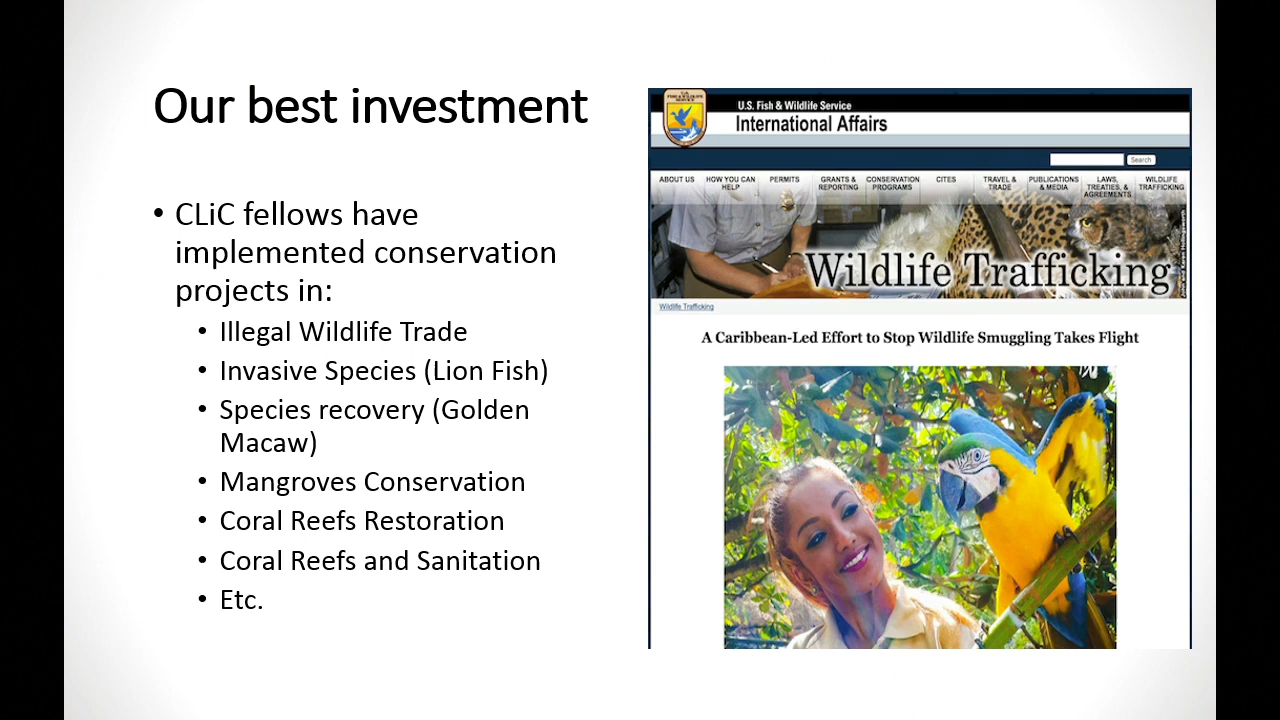 Our best investment
• CLiC fellows have
implemented conservation
projects in:
• Illegal Wildlife Trade
• Invasive Species (Lion Fish)
• Species recovery (Golden
Macaw)
• Mangroves Conservation
• Coral Reefs Restoration
• Coral Reefs and Sanitation
• Etc.
U.S. FISH & WILDLIFE SERVICE
U.S. Fish & Wildlife Service
International Affairs
Search
ABOUT US
HOW YOU CAN
HELP
PERMITS
GRANTS &
REPORTING
CONSERVATION
PROGRAMS
CITES
TRAVEL &
TRADE
PUBLICATIONS
& MEDIA
LAWS,
TREATIES, &
AGREEMENTS
WILDLIFE
TRAFFICKING
Wildlife Trafficking
Wildlife Trafficking
A Caribbean-Led Effort to Stop Wildlife Smuggling Takes Flight